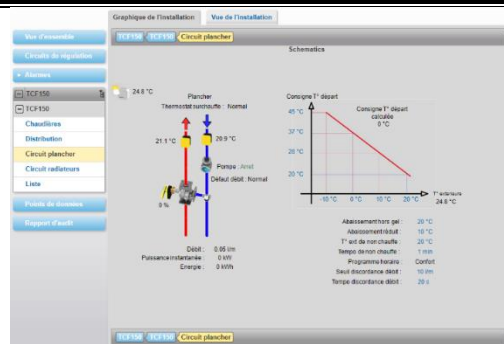 Graphique de l'installation Vue de l'installation
Vue d'ensemble
Circuits de régulation
Alarmes
TCF150
TCF150
Chaudières
Distribution
Circuit plancher
Circuit radiateurs
Liste
Points de données
Rapport d'audit
TCF150 TCF150 Circuit plancher
Schematics
24.8 °C
Plancher
Thermostat surchauffe : Normal
21.1 °C
20.9 °C
Pompe : Arret
Défaut débit : Normal
0 %
Débit : 0.05 l/m
Puissance instantanée : 0 kW
Energie : 0 kWh
Consigne T° départ
Consigne T° départ
calculée
0 °C
45 °C
37 °C
28 °C
20 °C
-10 °C 0 °C 10 °C 20 °C
T° extérieure
24.8 °C
Abaissement hors gel : 20 °C
Abaissement réduit : 10 °C
T° ext de non chauffe : 20 °C
Tempo de non chauffe : 1 min
Programme horaire : Confort
Seuil discordance débit : 10 l/m
Tempo discordance débit : 20 s
TCF150 TCF150 Circuit plancher